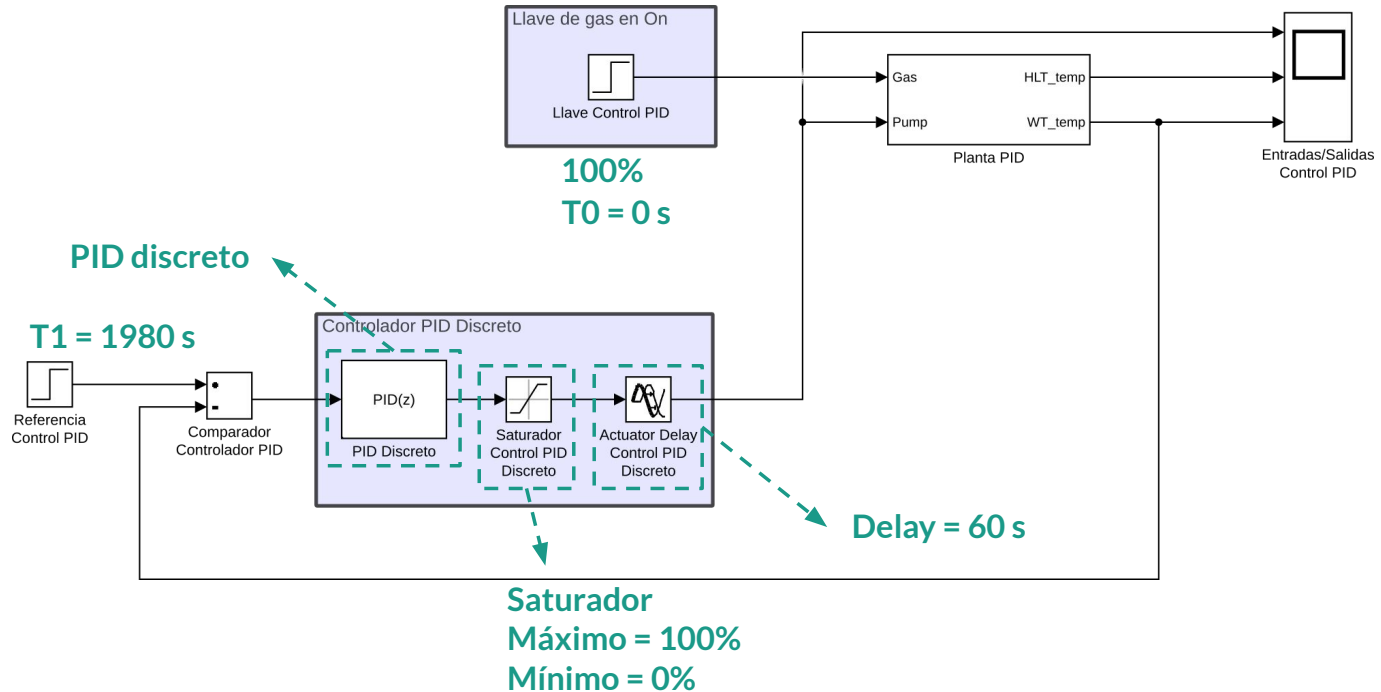 Llave de gas en On
Llave Control PID
100%
T0 = 0 s
Gas
Pump
HLT_temp
WT_temp
Planta PID
Entradas/Salidas
Control PID
PID discreto
T1 = 1980 s
Referencia
Control PID
+
-
Comparador
Controlador PID
Controlador PID Discreto
PID(z)
PID Discreto
Saturador
Control PID
Discreto
Actuator Delay
Control PID
Discreto
Delay = 60 s
Saturador
Máximo = 100%
Mínimo = 0%